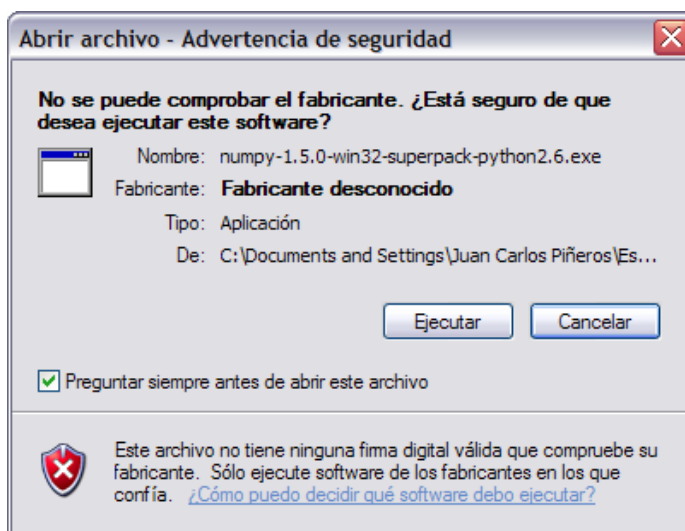 Abrir archivo - Advertencia de seguridad
No se puede comprobar el fabricante. ¿Está seguro de que
desea ejecutar este software?
Nombre: numpy-1.5.0-win32-superpack-python2.6.exe
Fabricante: Fabricante desconocido
Tipo: Aplicación
De: C:\Documents and Settings\Juan Carlos Piñeros\Es...
Ejecutar Cancelar
Preguntar siempre antes de abrir este archivo
Este archivo no tiene ninguna firma digital válida que compruebe su
fabricante. Sólo ejecute software de los fabricantes en los que
confía. ¿Cómo puedo decidir qué software debo ejecutar?